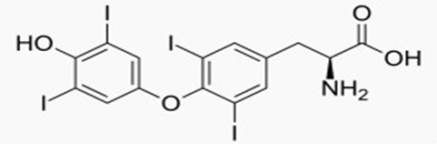 I I O
HO OH
NH₂
I O I